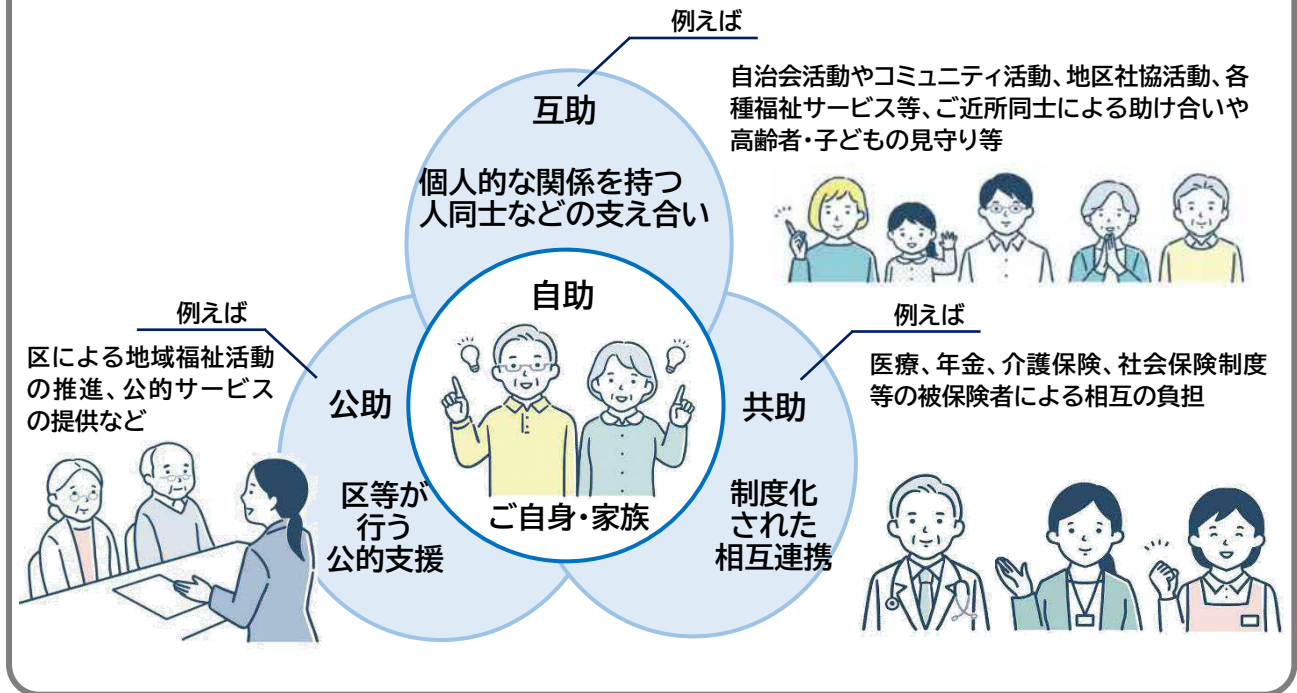 例えば
自治会活動やコミュニティ活動、地区社協活動、各
種福祉サービス等、ご近所同士による助け合いや
高齢者・子どもの見守り等
互助
個人的な関係を持つ
人同士などの支え合い
自助
ご自身・家族
例えば
区による地域福祉活動
の推進、公的サービス
の提供など
公助
区等が
行う
公的支援
例えば
医療、年金、介護保険、社会保険制度
等の被保険者による相互の負担
共助
制度化
された
相互連携